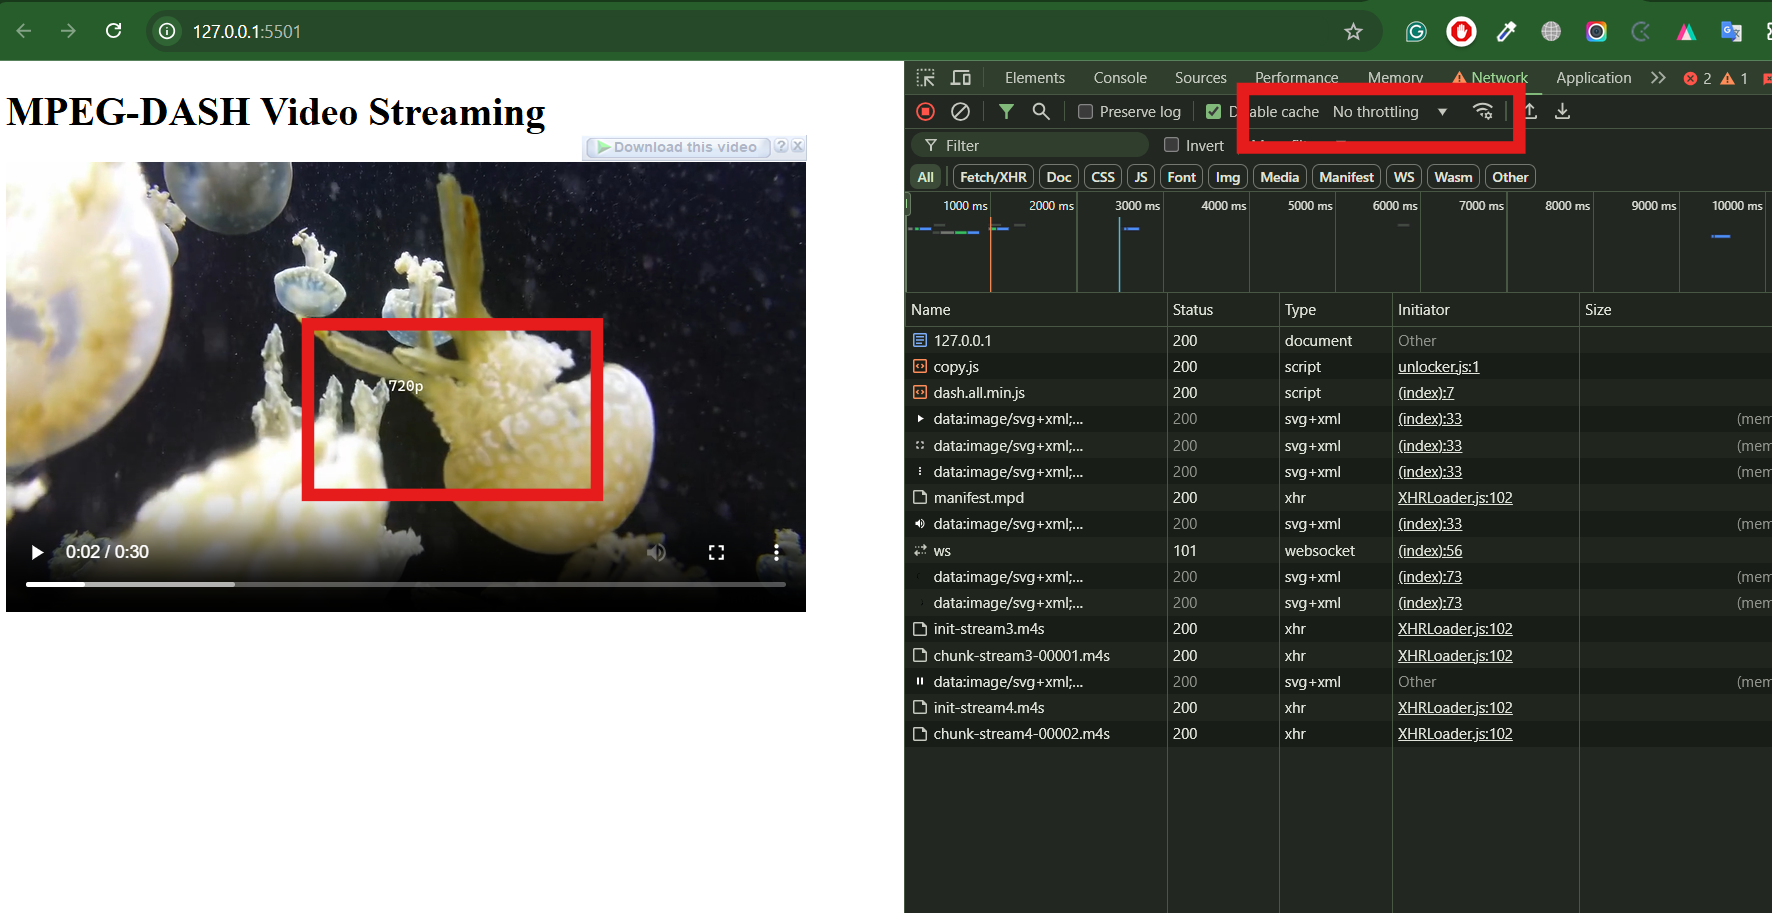 127.0.0.1:5501
MPEG-DASH Video Streaming
Download this video ? X
720p
0:02 / 0:30
Elements Console Sources Performance Memory Network Application 2 1
Preserve log cache No throttling
Filter Invert
All Fetch/XHR Doc CSS JS Font Img Media Manifest WS Wasm Other
1000 ms 2000 ms 3000 ms 4000 ms 5000 ms 6000 ms 7000 ms 8000 ms 9000 ms 10000 ms
Name Status Type Initiator Size
127.0.0.1 200 document Other
copy.js 200 script unlocker.js:1
dash.all.min.js 200 script (index):7
data:image/svg+xml;... 200 svg+xml (index):33 (mem
data:image/svg+xml;... 200 svg+xml (index):33 (mem
data:image/svg+xml;... 200 svg+xml (index):33 (mem
manifest.mpd 200 xhr XHRLoader.js:102
data:image/svg+xml;... 200 svg+xml (index):33 (mem
ws 101 websocket (index):56
data:image/svg+xml;... 200 svg+xml (index):73 (mem
data:image/svg+xml;... 200 svg+xml (index):73 (mem
init-stream3.m4s 200 xhr XHRLoader.js:102
chunk-stream3-00001.m4s 200 xhr XHRLoader.js:102
data:image/svg+xml;... 200 svg+xml Other (mem
init-stream4.m4s 200 xhr XHRLoader.js:102
chunk-stream4-00002.m4s 200 xhr XHRLoader.js:102